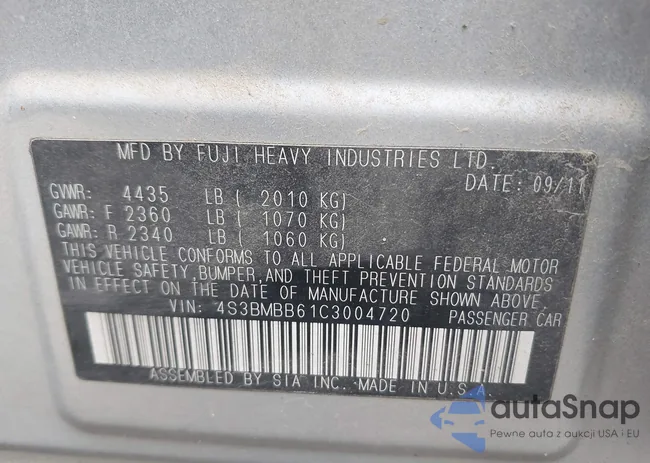 MFD BY FUJI HEAVY INDUSTRIES LTD.
DATE: 09/11
GVWR: 4435 LB ( 2010 KG)
GAWR: F 2360 LB ( 1070 KG)
GAWR: R 2340 LB ( 1060 KG)
THIS VEHICLE CONFORMS TO ALL APPLICABLE FEDERAL MOTOR
VEHICLE SAFETY, BUMPER, AND THEFT PREVENTION STANDARDS
IN EFFECT ON THE DATE OF MANUFACTURE SHOWN ABOVE.
VIN: 4S3BMBB61C3004720 PASSENGER CAR
ASSEMBLED BY SIA INC. MADE IN U.S.A.
autaSnap
Pewne auta z aukcji USA i EU